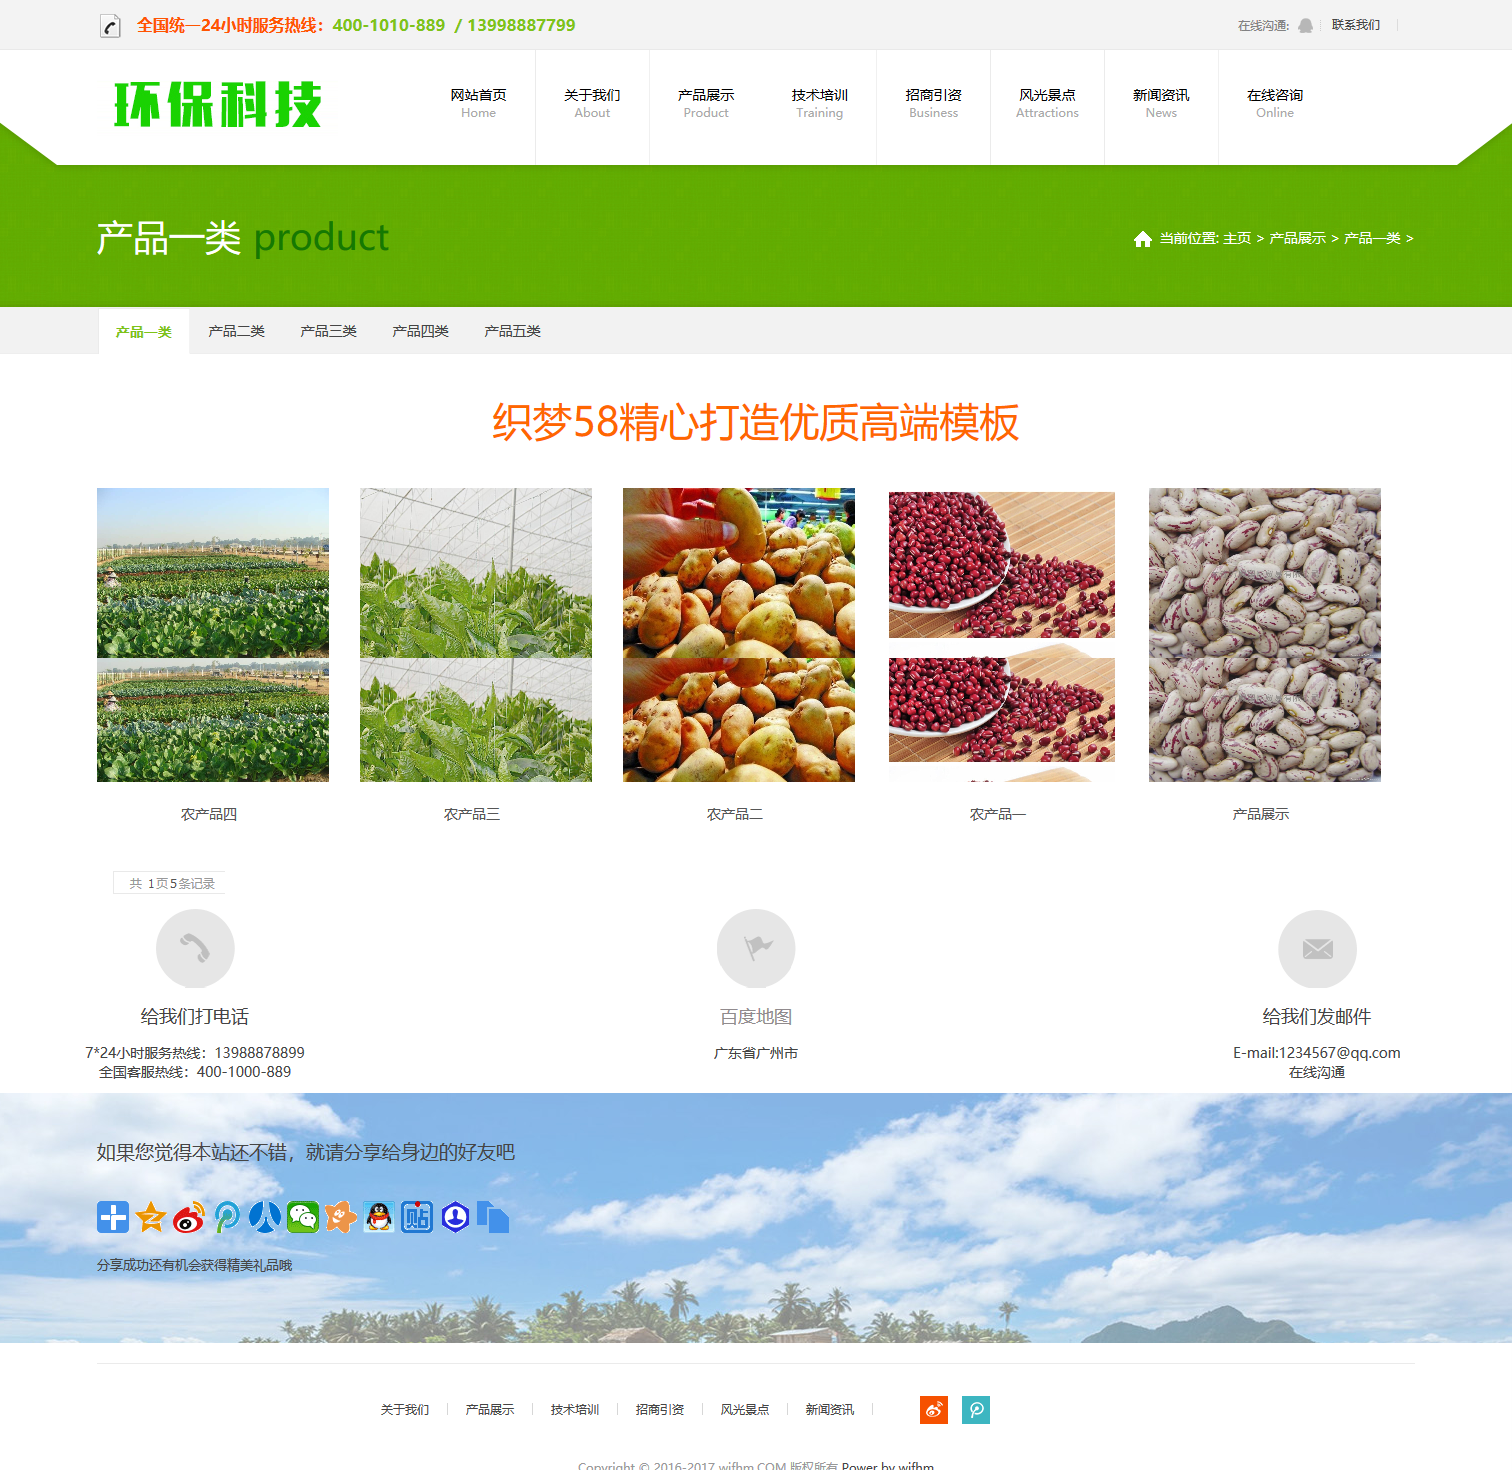 全国统一24小时服务热线：400-1010-889 / 13998887799
在线沟通: 联系我们
环保科技
网站首页 关于我们 产品展示 技术培训 招商引资 风光景点 新闻资讯 在线咨询
Home About Product Training Business Attractions News Online
产品一类 product
当前位置: 主页 > 产品展示 > 产品一类 >
产品一类 产品二类 产品三类 产品四类 产品五类
织梦58精心打造优质高端模板
农产品四 农产品三 农产品二 农产品一 产品展示
共 1页5条记录
给我们打电话 百度地图 给我们发邮件
7*24小时服务热线：13988878899 广东省广州市 E-mail:1234567@qq.com
全国客服热线：400-1000-889 在线沟通
如果您觉得本站还不错，就请分享给身边的好友吧
贴
分享成功还有机会获得精美礼品哦
关于我们 产品展示 技术培训 招商引资 风光景点 新闻资讯
Copyright © 2016-2017 wifhm.COM 版权所有 Power by wifhm